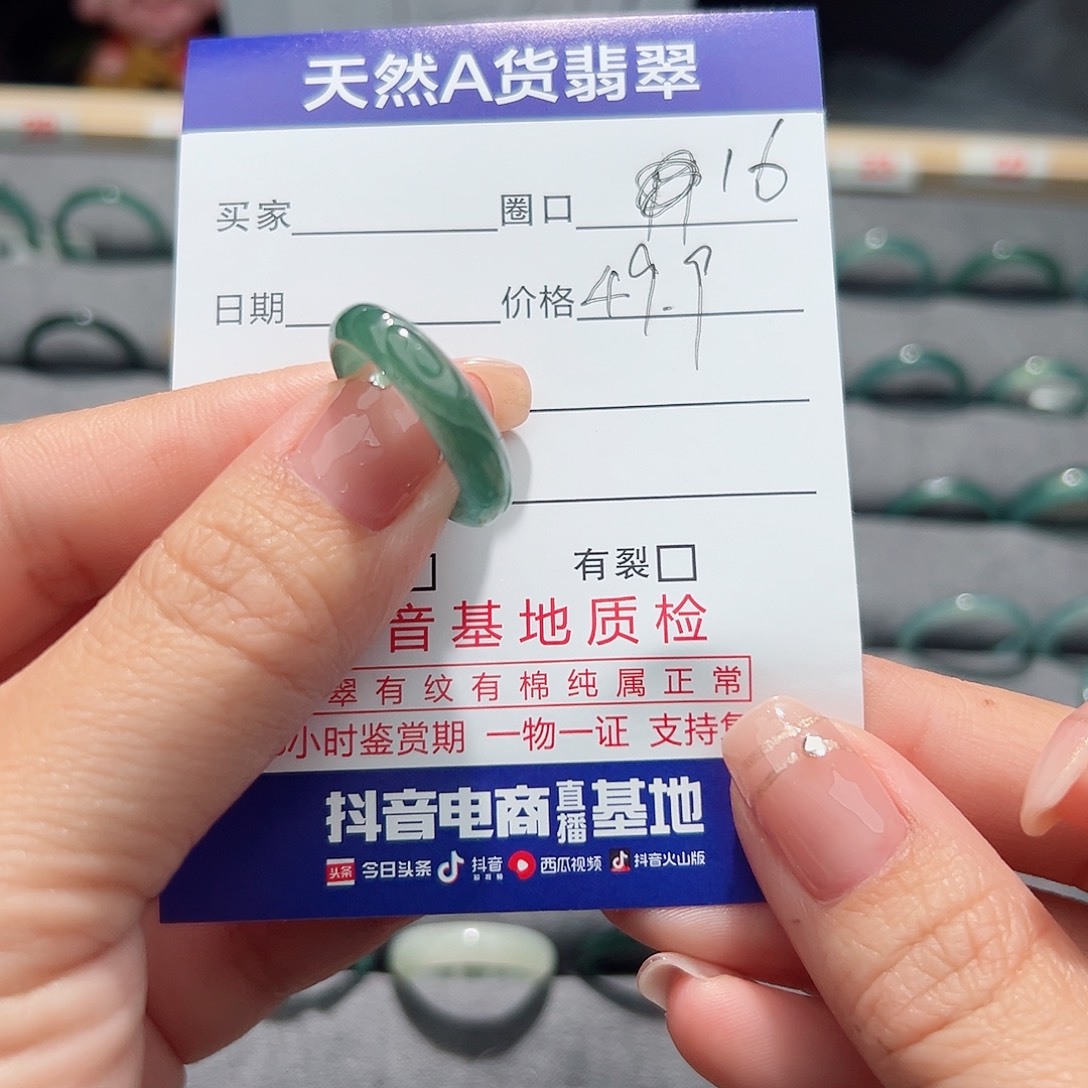 天然A货翡翠
买家 圈口 16
日期 价格 49.9
有裂
音基地质检
翠有纹有棉纯属正常
小时鉴赏期 一物一证 支持
抖音电商直播基地
头条 今日头条 抖音 西瓜视频 抖音火山版